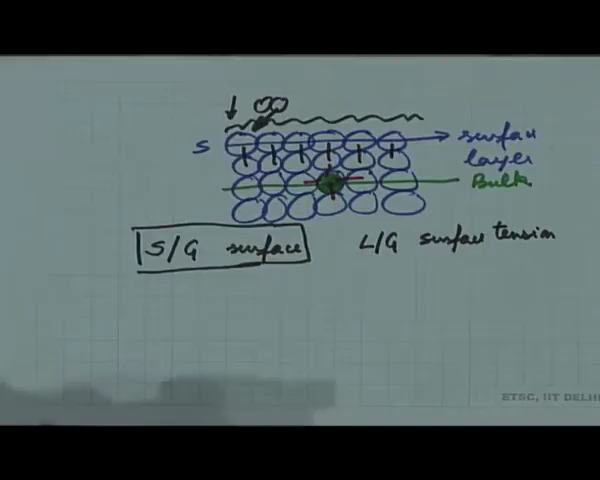 S
surface
layer
Bulk
S/G surface
L/G surface tension
ETSC, IIT DELHI